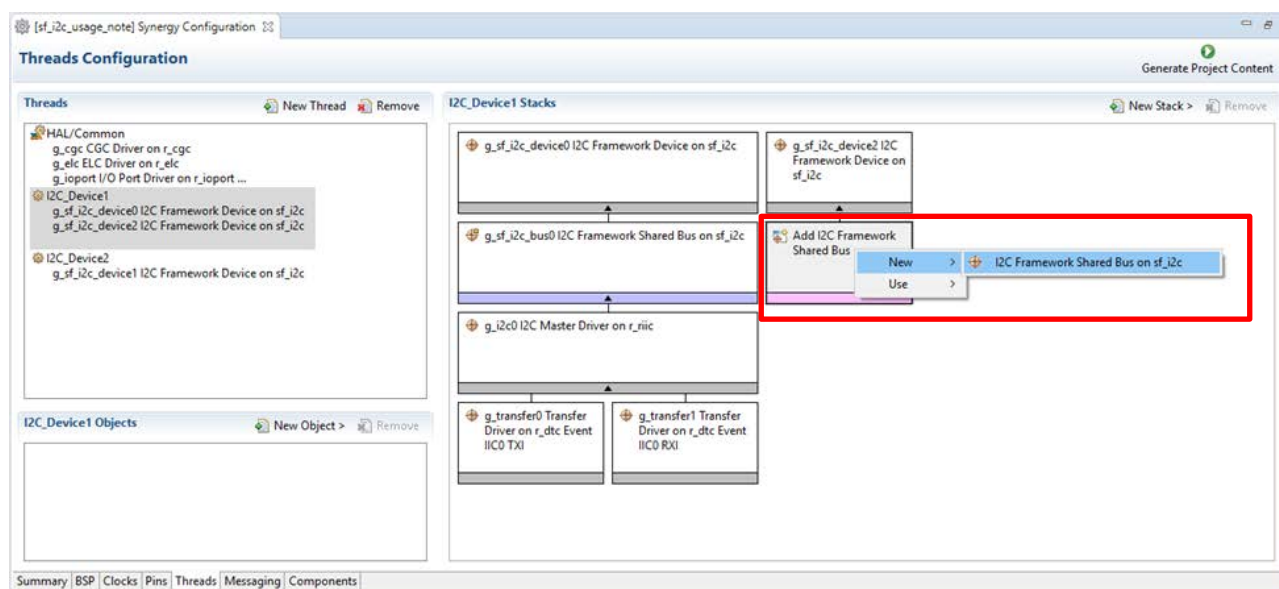 [sf_i2c_usage_note] Synergy Configuration
Threads Configuration
Generate Project Content
Threads
New Thread
Remove
HAL/Common
g_cgc CGC Driver on r_cgc
g_elc ELC Driver on r_elc
g_ioport I/O Port Driver on r_ioport ...
I2C_Device1
g_sf_i2c_device0 I2C Framework Device on sf_i2c
g_sf_i2c_device2 I2C Framework Device on sf_i2c
I2C_Device2
g_sf_i2c_device1 I2C Framework Device on sf_i2c
I2C_Device1 Objects
New Object >
Remove
I2C_Device1 Stacks
New Stack >
Remove
g_sf_i2c_device0 I2C Framework Device on sf_i2c
g_sf_i2c_device2 I2C
Framework Device on
sf_i2c
g_sf_i2c_bus0 I2C Framework Shared Bus on sf_i2c
Add I2C Framework
Shared Bus
New >
I2C Framework Shared Bus on sf_i2c
Use >
g_i2c0 I2C Master Driver on r_riic
g_transfer0 Transfer
Driver on r_dtc Event
IIC0 TXI
g_transfer1 Transfer
Driver on r_dtc Event
IIC0 RXI
Summary BSP Clocks Pins Threads Messaging Components